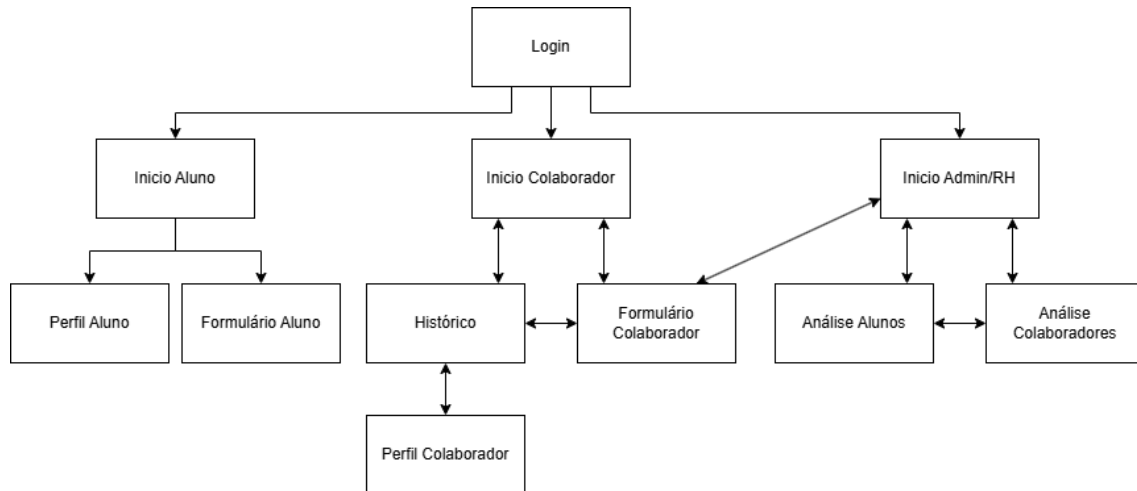 Login
Inicio Aluno
Inicio Colaborador
Inicio Admin/RH
Perfil Aluno
Formulário Aluno
Histórico
Formulário
Colaborador
Análise Alunos
Análise
Colaboradores
Perfil Colaborador